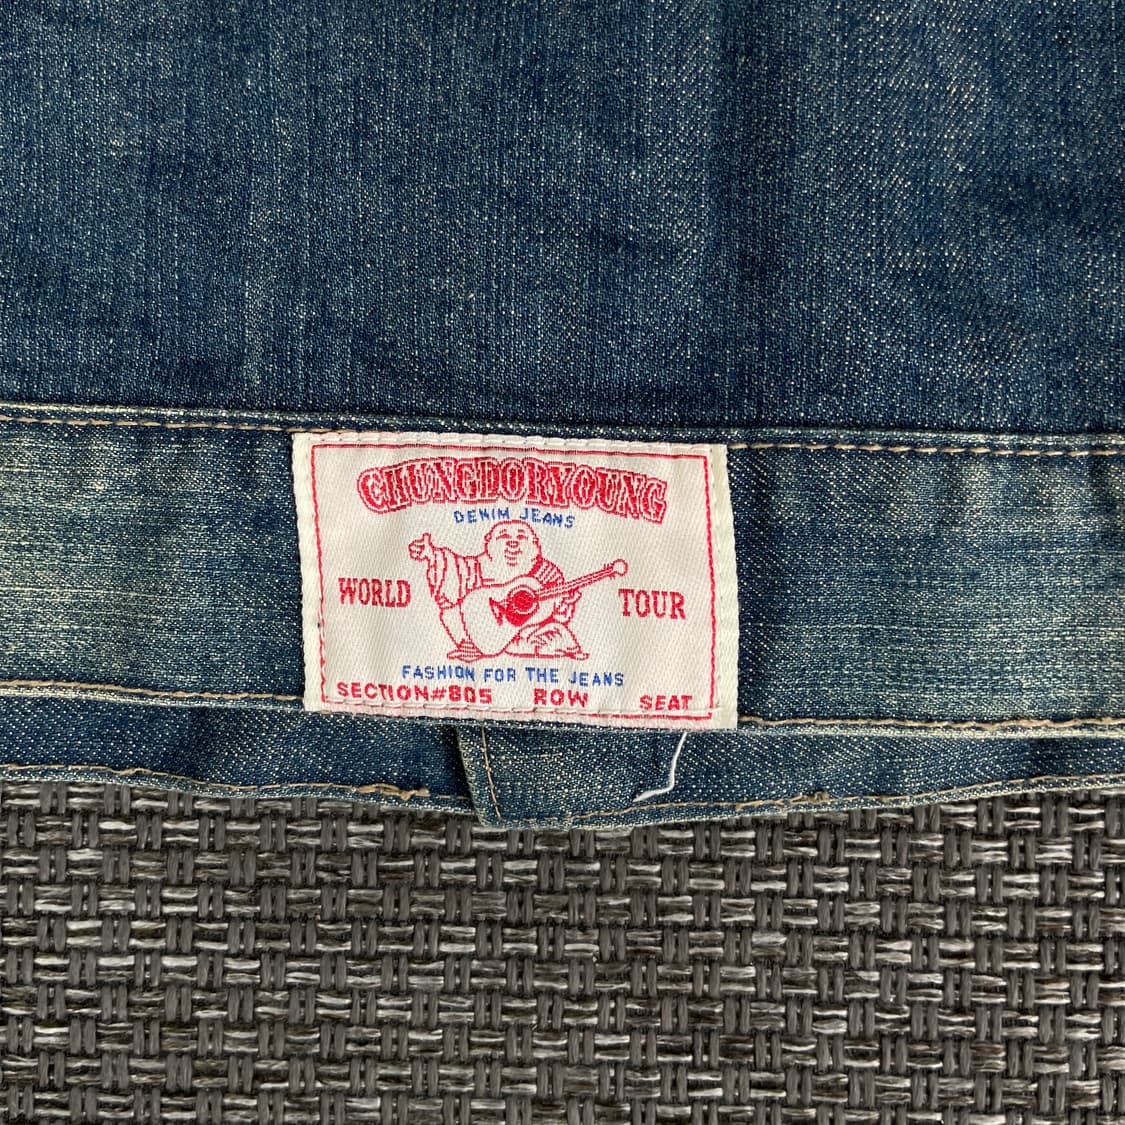 CHUNGDORYOUNG
DENIM JEANS
WORLD TOUR
FASHION FOR THE JEANS
SECTION#805 ROW SEAT